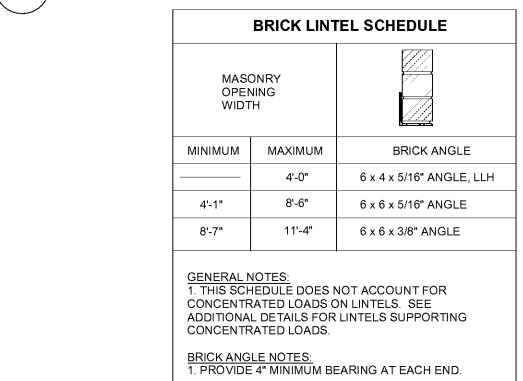 BRICK LINTEL SCHEDULE
MASONRY
OPENING
WIDTH
MINIMUM MAXIMUM BRICK ANGLE
4'-0" 6 x 4 x 5/16" ANGLE, LLH
4'-1" 8'-6" 6 x 6 x 5/16" ANGLE
8'-7" 11'-4" 6 x 6 x 3/8" ANGLE
GENERAL NOTES:
1. THIS SCHEDULE DOES NOT ACCOUNT FOR
CONCENTRATED LOADS ON LINTELS. SEE
ADDITIONAL DETAILS FOR LINTELS SUPPORTING
CONCENTRATED LOADS.
BRICK ANGLE NOTES:
1. PROVIDE 4" MINIMUM BEARING AT EACH END.